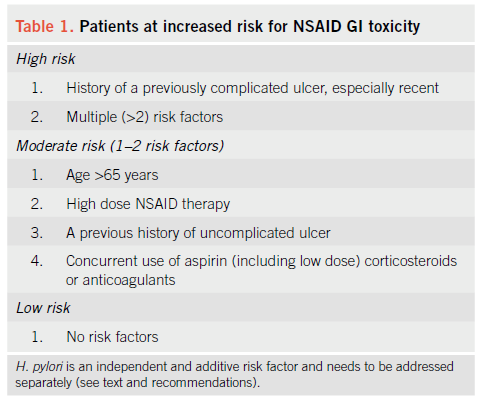 Table 1. Patients at increased risk for NSAID GI toxicity
High risk
1. History of a previously complicated ulcer, especially recent
2. Multiple (>2) risk factors
Moderate risk (1–2 risk factors)
1. Age >65 years
2. High dose NSAID therapy
3. A previous history of uncomplicated ulcer
4. Concurrent use of aspirin (including low dose) corticosteroids
or anticoagulants
Low risk
1. No risk factors
H. pylori is an independent and additive risk factor and needs to be addressed
separately (see text and recommendations).